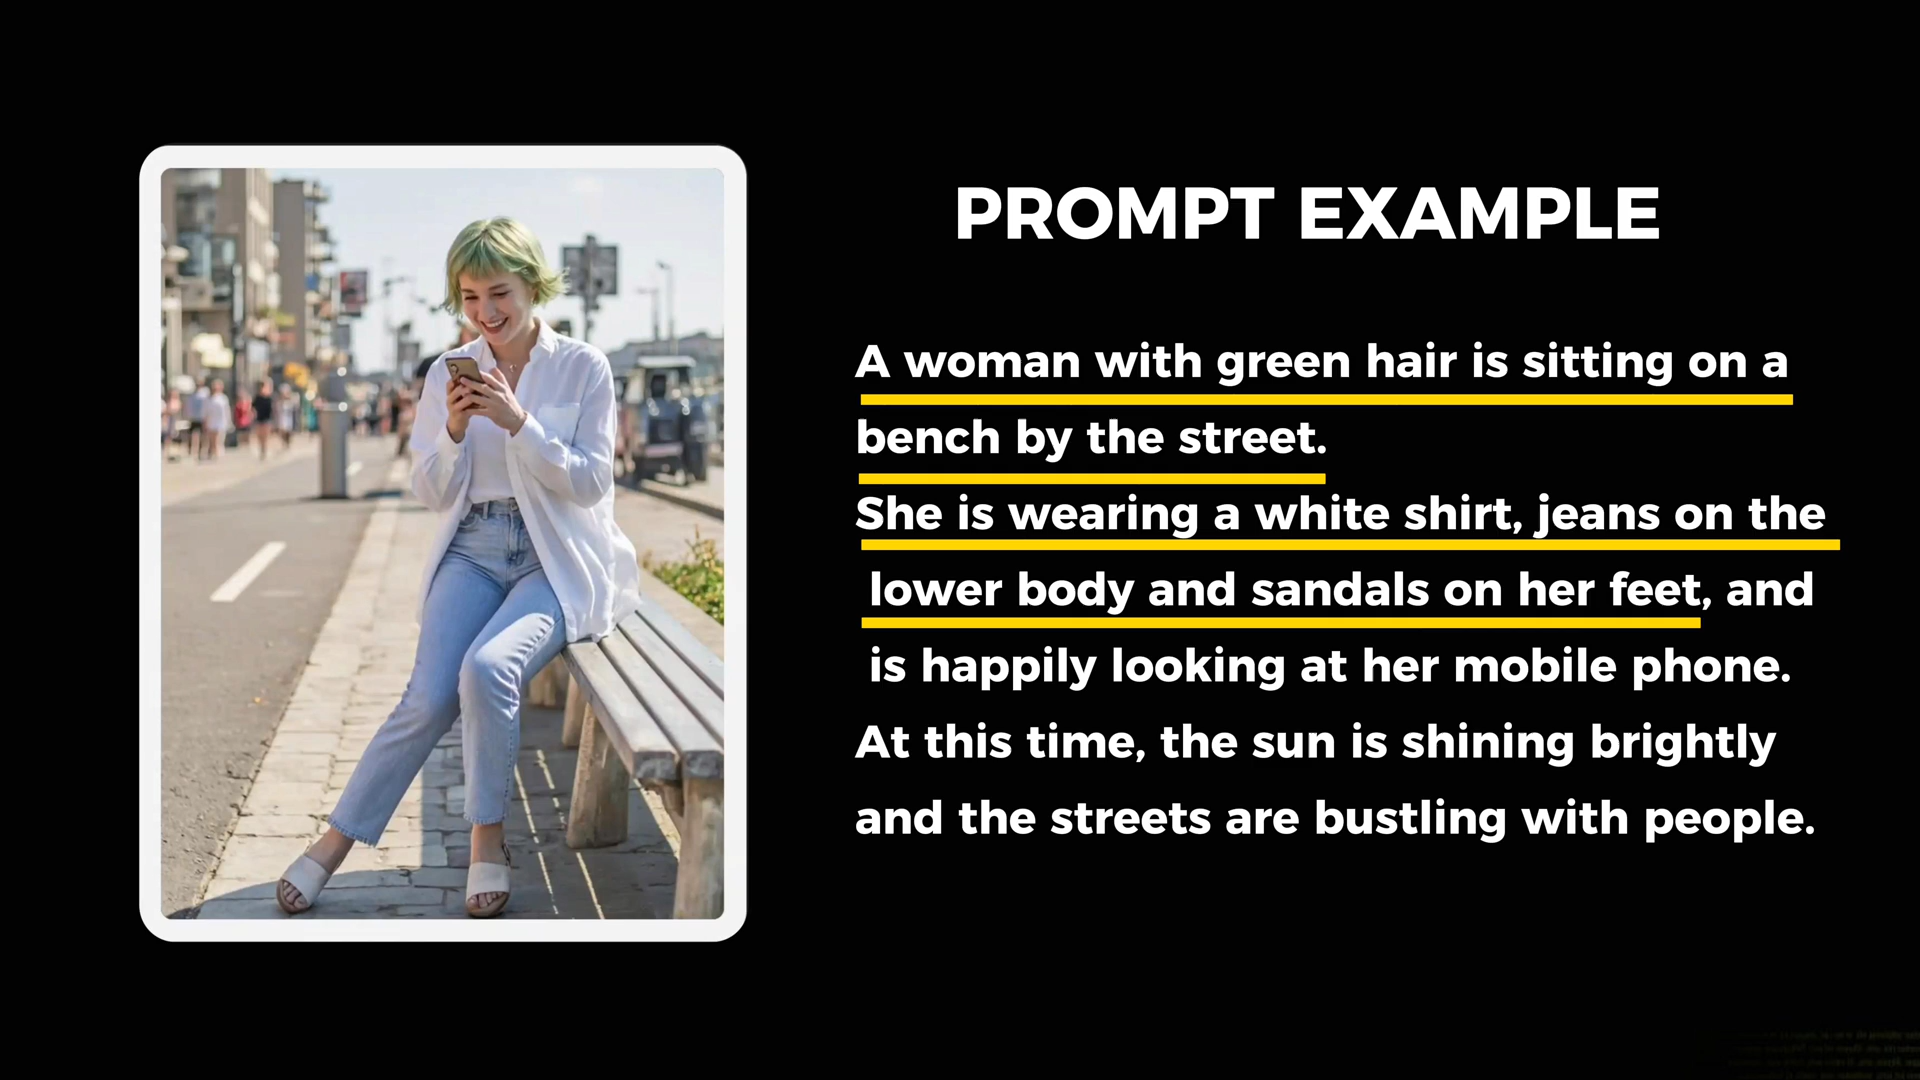 PROMPT EXAMPLE
A woman with green hair is sitting on a
bench by the street.
She is wearing a white shirt, jeans on the
lower body and sandals on her feet, and
is happily looking at her mobile phone.
At this time, the sun is shining brightly
and the streets are bustling with people.